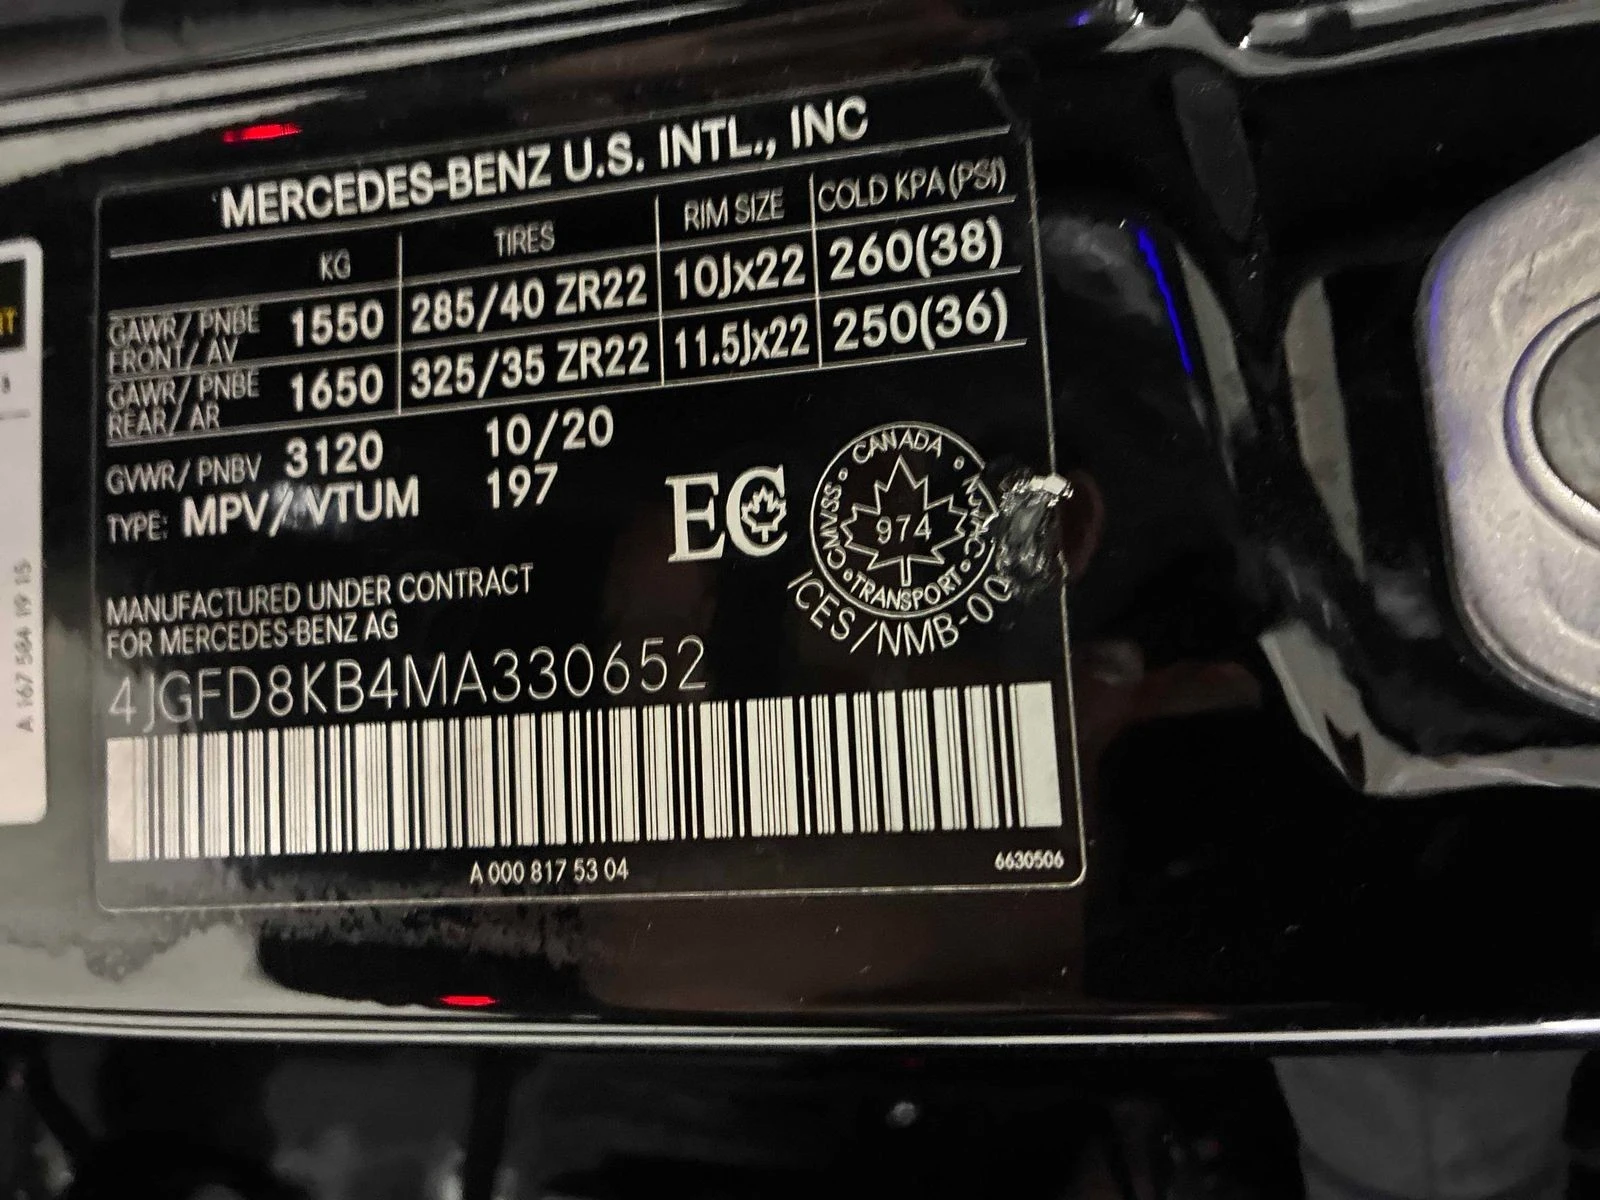 MERCEDES-BENZ U.S. INTL., INC
KG TIRES RIM SIZE COLD KPA (PSI)
GAWR/ PNBE FRONT/ AV 1550 285/40 ZR22 10Jx22 260(38)
GAWR/ PNBE REAR/ AR 1650 325/35 ZR22 11.5Jx22 250(36)
GVWR/ PNBV 3120 10/20
TYPE: MPV/VTUM 197
EC
CANADA
CMVSS
NSVAC
TRANSPORT
974
ICES/NMB-00
MANUFACTURED UNDER CONTRACT
FOR MERCEDES-BENZ AG
4JGFD8KB4MA330652
A 000 817 53 04
6630506
A 167 584 19 15